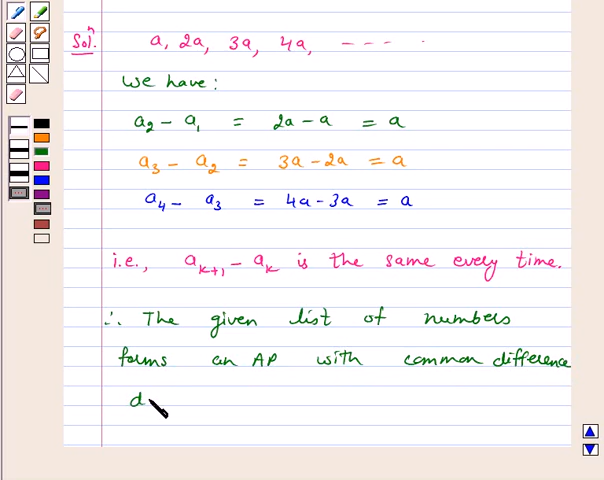 Solⁿ. a, 2a, 3a, 4a, - - - - .
We have:
a₂ - a₁ = 2a - a = a
a₃ - a₂ = 3a - 2a = a
a₄ - a₃ = 4a - 3a = a
i.e., aₖ₊₁ - aₖ is the same every time.
∴ The given list of numbers
forms an AP with common difference
d